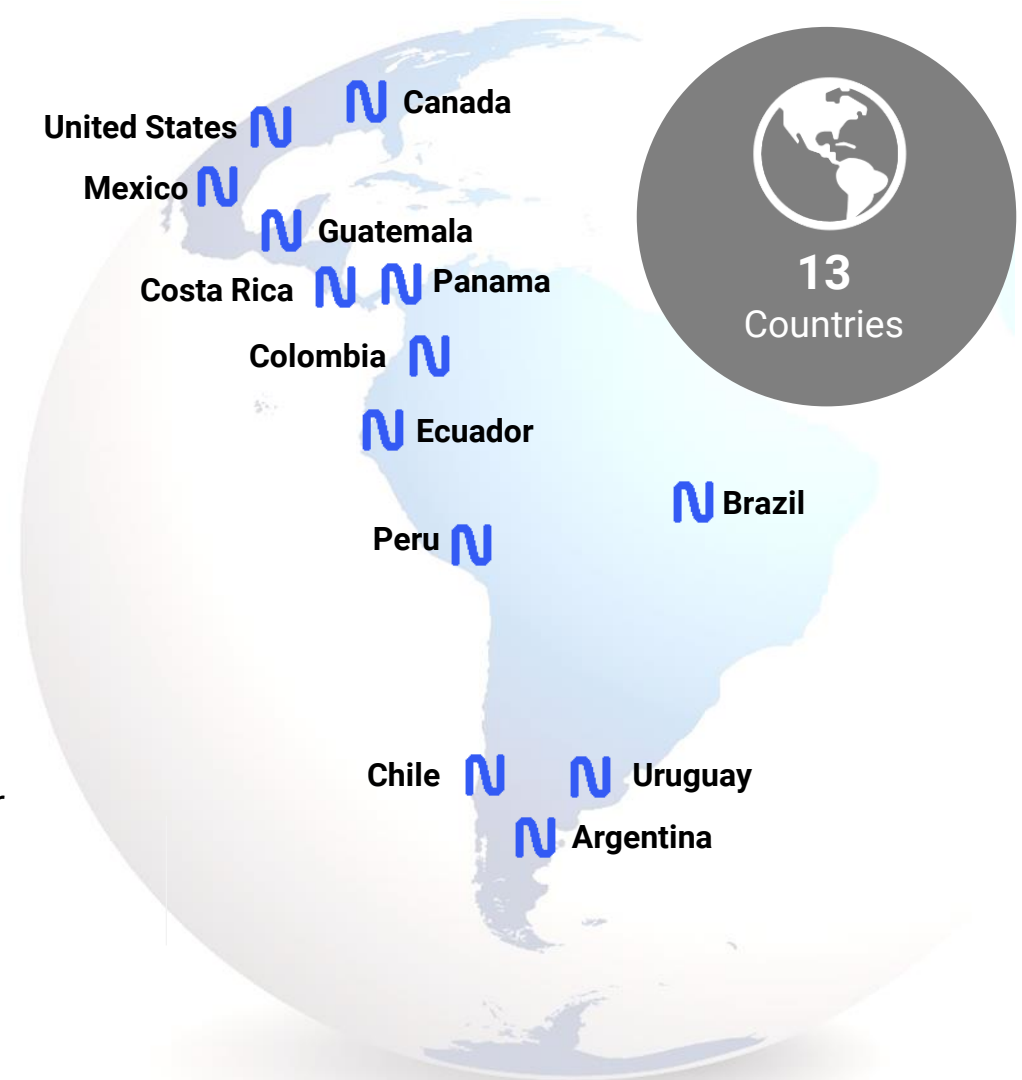 Canada
United States
Mexico
Guatemala
Costa Rica
Panama
Colombia
Ecuador
Brazil
Peru
Chile
Uruguay
Argentina
13
Countries